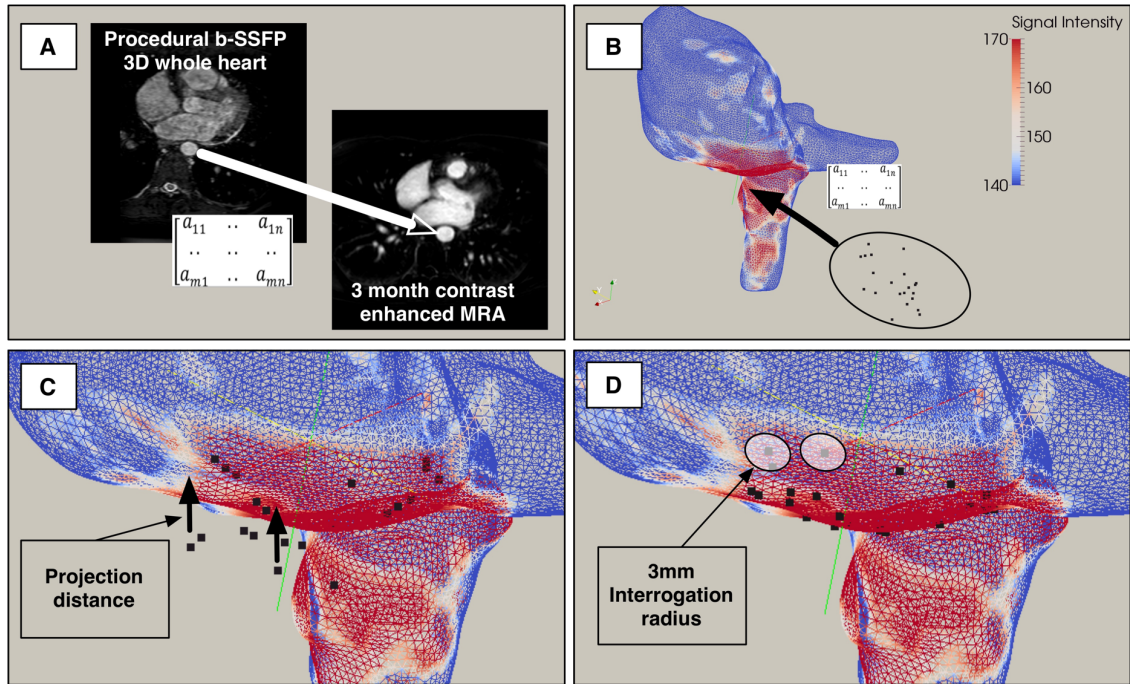 A
Procedural b-SSFP
3D whole heart
a11 .. a1n
.. .. ..
am1 .. amn
3 month contrast
enhanced MRA
B
Signal Intensity
170
160
150
140
a11 .. a1n
.. .. ..
am1 .. amn
C
Projection
distance
D
3mm
Interrogation
radius